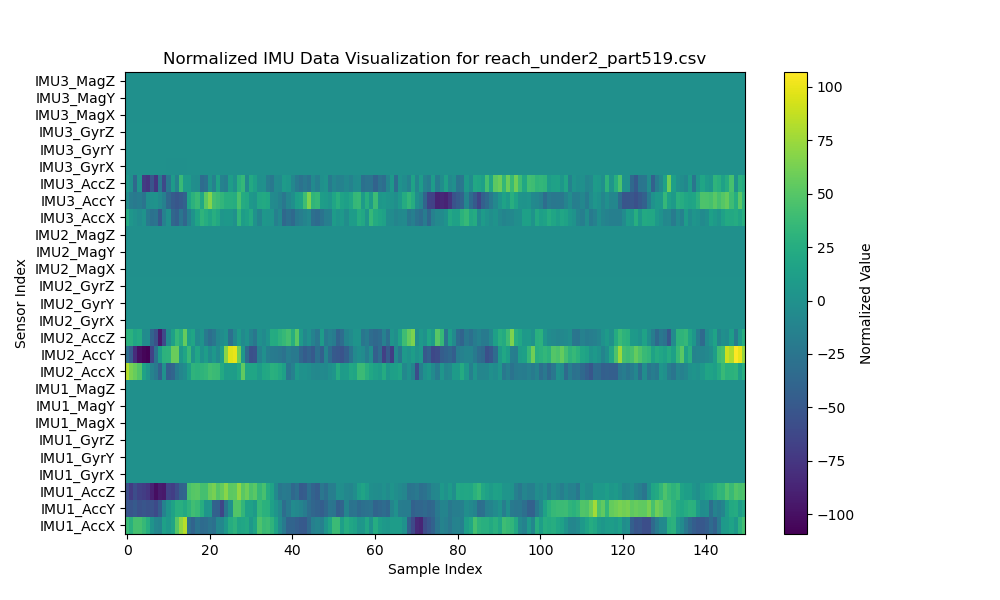 Normalized IMU Data Visualization for reach_under2_part519.csv
IMU3_MagZ
IMU3_MagY
IMU3_MagX
IMU3_GyrZ
IMU3_GyrY
IMU3_GyrX
IMU3_AccZ
IMU3_AccY
IMU3_AccX
IMU2_MagZ
IMU2_MagY
IMU2_MagX
IMU2_GyrZ
IMU2_GyrY
IMU2_GyrX
IMU2_AccZ
IMU2_AccY
IMU2_AccX
IMU1_MagZ
IMU1_MagY
IMU1_MagX
IMU1_GyrZ
IMU1_GyrY
IMU1_GyrX
IMU1_AccZ
IMU1_AccY
IMU1_AccX
Sensor Index
0 20 40 60 80 100 120 140
Sample Index
100
75
50
25
0
−25
−50
−75
−100
Normalized Value